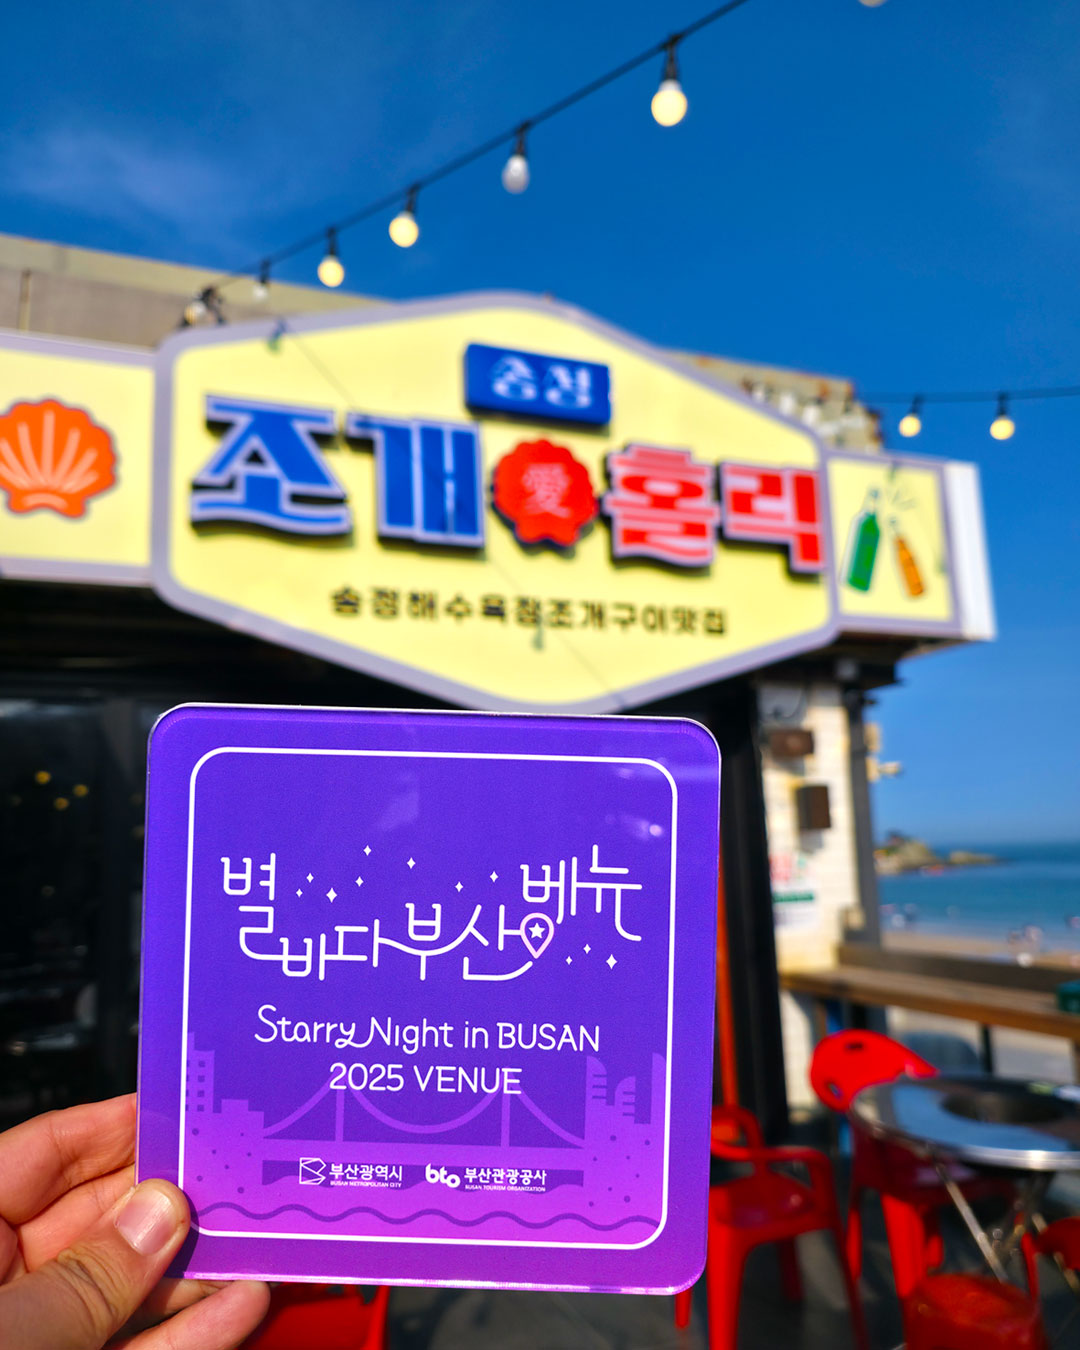 송정
조개 愛 홀릭
송정해수욕장조개구이맛집
별바다부산베뉴
Starry Night in BUSAN
2025 VENUE
부산광역시 bto 부산관광공사
BUSAN METROPOLITAN CITY BUSAN TOURISM ORGANIZATION